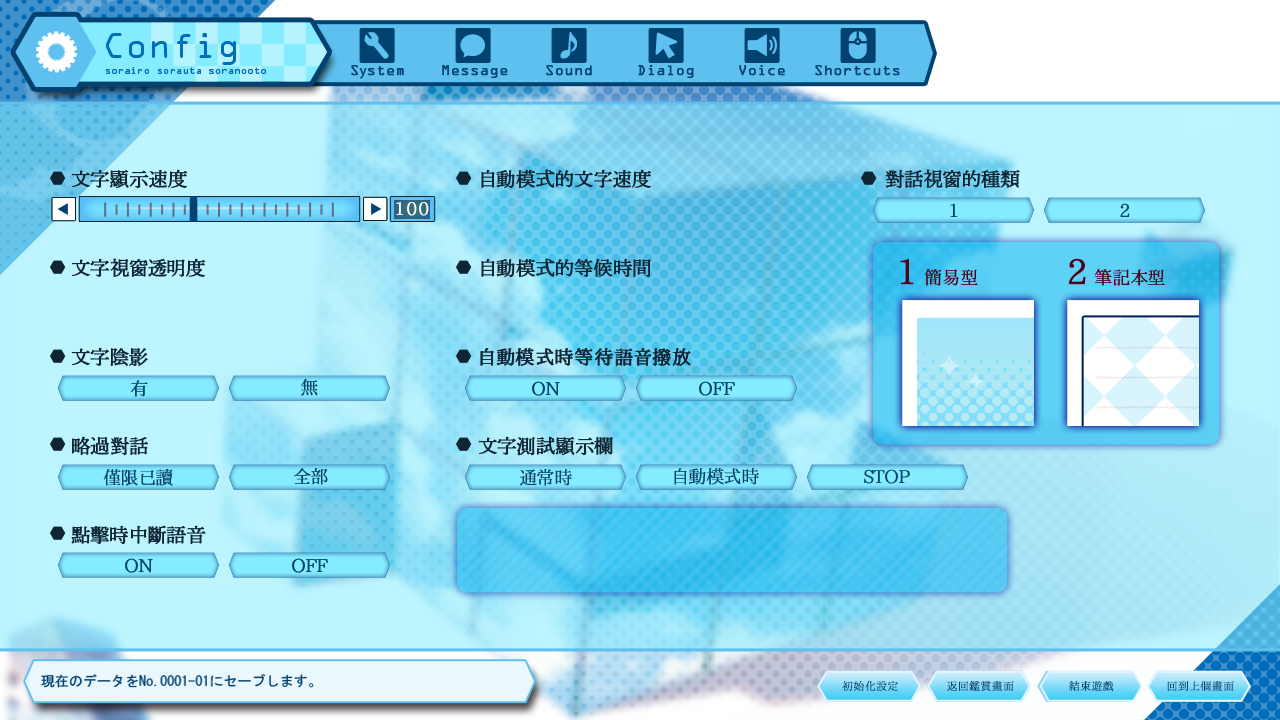 Config
sorairo sorauta soranooto
System
Message
Sound
Dialog
Voice
Shortcuts
文字顯示速度
100
文字視窗透明度
文字陰影
有
無
略過對話
僅限已讀
全部
點擊時中斷語音
ON
OFF
自動模式的文字速度
自動模式的等候時間
自動模式時等待語音撥放
ON
OFF
文字測試顯示欄
通常時
自動模式時
STOP
對話視窗的種類
1
2
1 簡易型
2 筆記本型
現在のデータをNo.0001-01にセーブします。
初始化設定
返回鑑賞畫面
結束遊戲
回到上個畫面